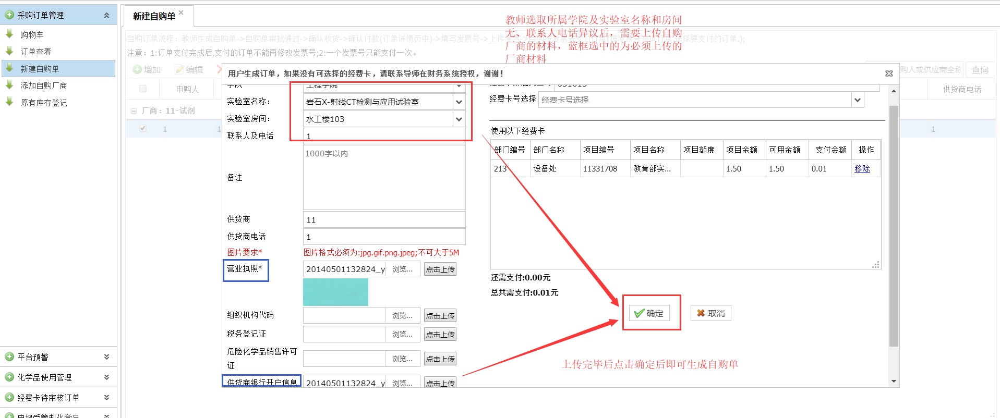 采购订单管理
购物车
订单查看
新建自购单
添加自购厂商
原有库存登记
平台预警
化学品使用管理
经费卡待审核订单
新建自购单
教师选取所属学院及实验室名称和房间
无、联系人电话异议后，需要上传自购
厂商的材料，蓝框选中的为必须上传的
厂商材料
自购订单流程：教师生成自购单->自购单审批通过->确认收货->确认付款(订单详情页中)->填写发票号->上传
选择要支付的订单.);
注意：1:订单支付完成后,支付的订单不能再修改发票号;2:一个发票号只能支付一次。
增加 编辑
购人或供应商全称 查询
申购人 供货商电话
厂商：11-试剂
1 1 1
用户生成订单，如果没有可选择的经费卡，请联系导师在财务系统授权，谢谢！
学院 工程学院
实验室名称： 岩石X-射线CT检测与应用试验室
实验室房间： 水工楼103
联系人及电话 1
备注 1000字以内
供货商 11
供货商电话 1
图片要求* 图片格式必须为:jpg.gif.png.jpeg;不可大于5M
营业执照* 20140501132824_y 浏览... 点击上传
组织机构代码 浏览... 点击上传
税务登记证 浏览... 点击上传
危险化学品销售许可
证 浏览... 点击上传
供货商银行开户信息 20140501132824_y 浏览... 点击上传
经费卡号选择 经费卡号选择
使用以下经费卡
部门编号 部门名称 项目编号 项目名称 项目额度 项目余额 可用金额 支付金额 操作
213 设备处 11331708 教育部实... 1.50 1.50 0.01 移除
还需支付:0.00元
总共需支付:0.01元
确定 取消
上传完毕后点击确定后即可生成自购单